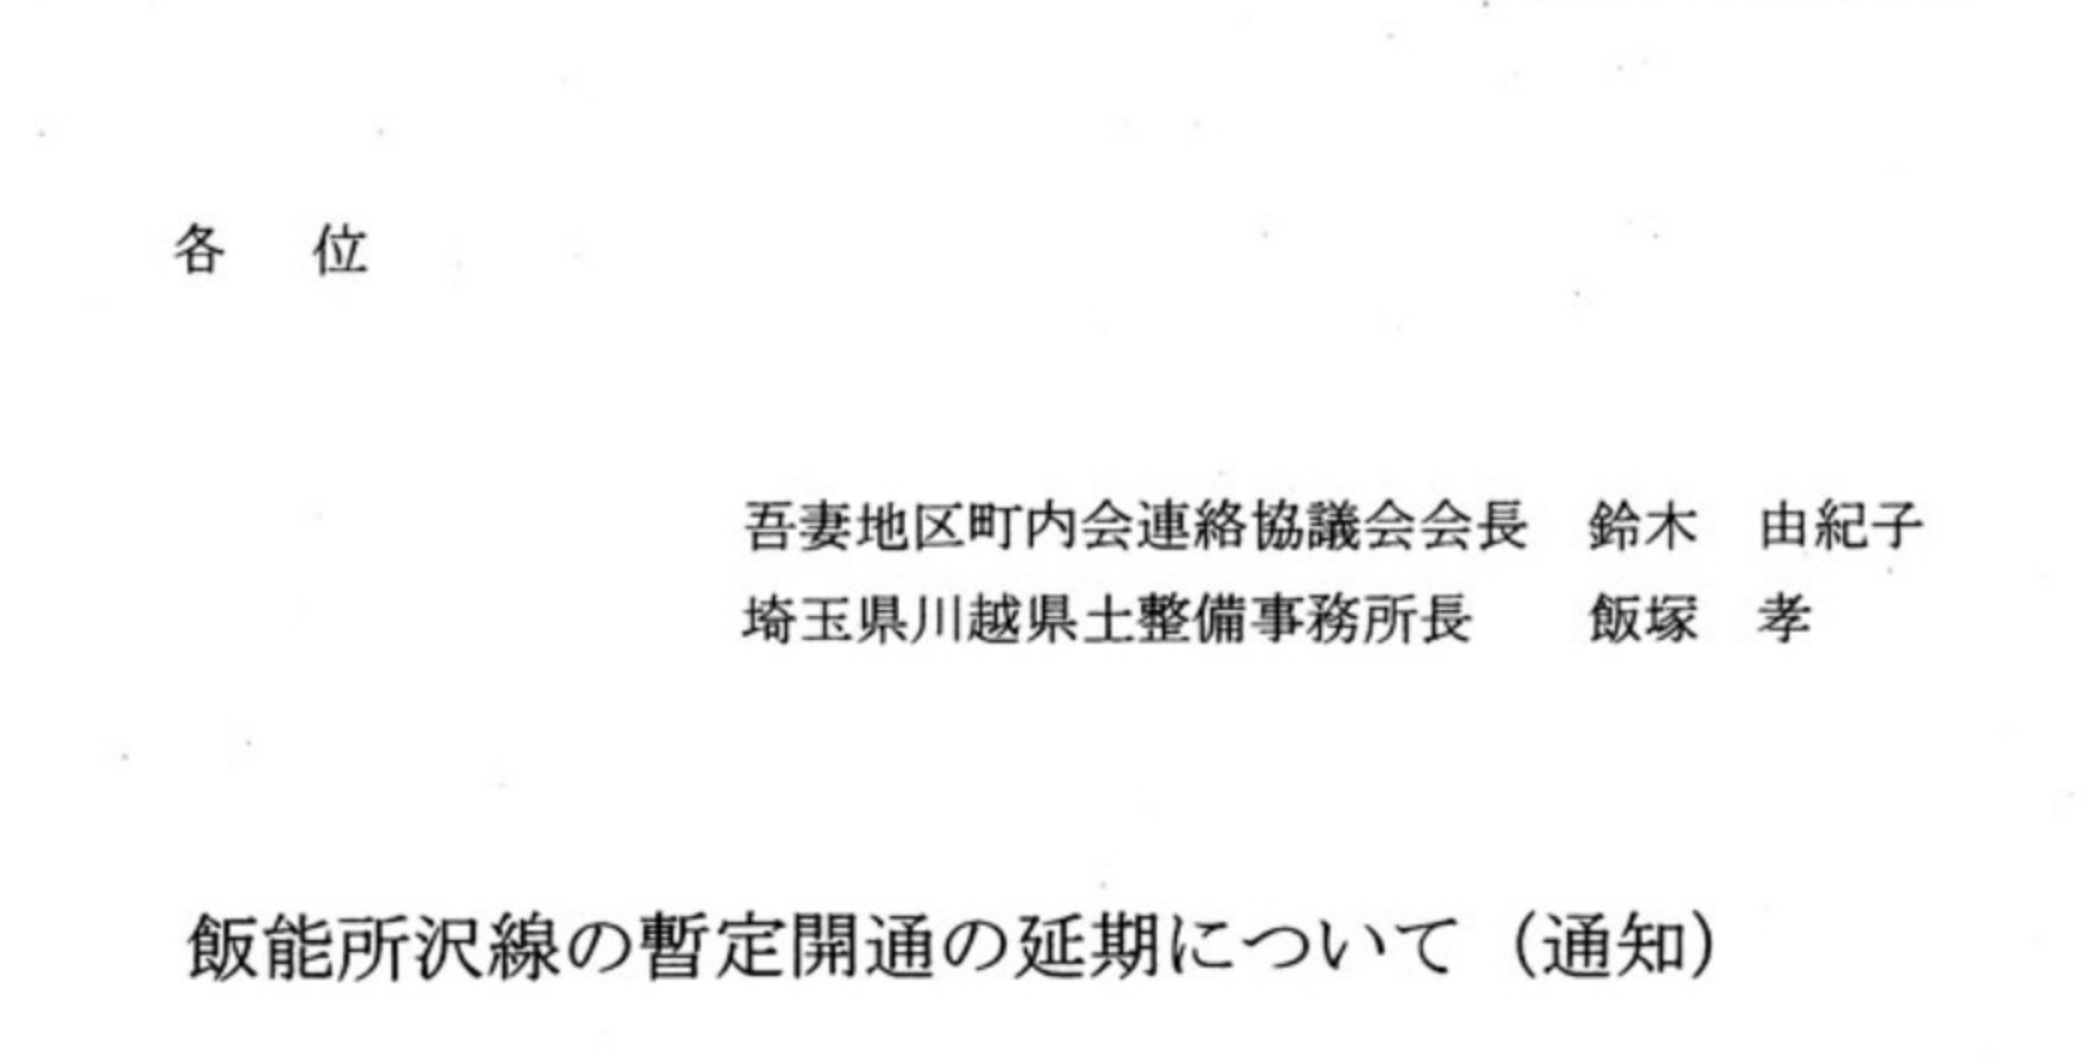 各　位
吾妻地区町内会連絡協議会会長　鈴木　由紀子
埼玉県川越県土整備事務所長　　飯塚　孝
飯能所沢線の暫定開通の延期について（通知）